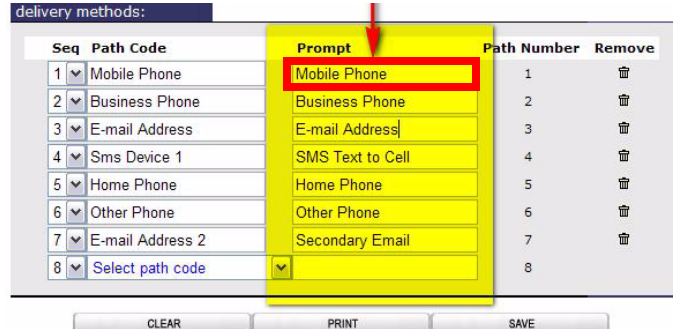 delivery methods:
Seq Path Code Prompt Path Number Remove
1 Mobile Phone Mobile Phone 1
2 Business Phone Business Phone 2
3 E-mail Address E-mail Address 3
4 Sms Device 1 SMS Text to Cell 4
5 Home Phone Home Phone 5
6 Other Phone Other Phone 6
7 E-mail Address 2 Secondary Email 7
8 Select path code 8
CLEAR PRINT SAVE